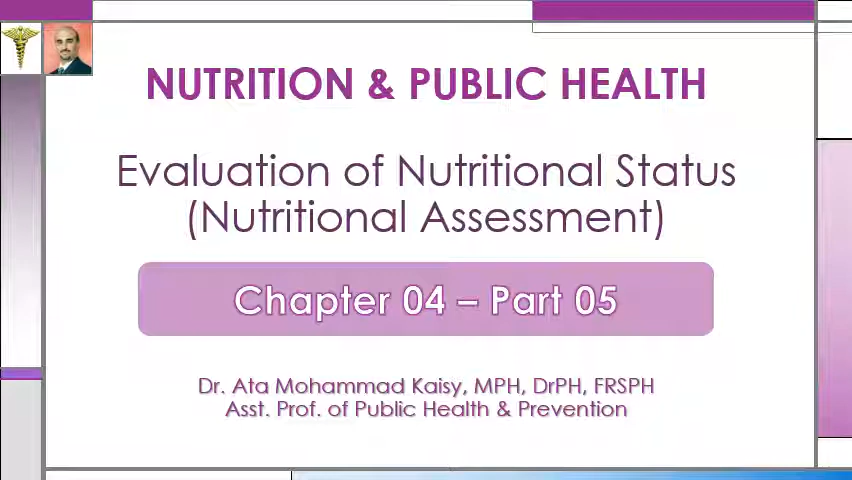 NUTRITION & PUBLIC HEALTH
Evaluation of Nutritional Status
(Nutritional Assessment)
Chapter 04 – Part 05
Dr. Ata Mohammad Kaisy, MPH, DrPH, FRSPH
Asst. Prof. of Public Health & Prevention